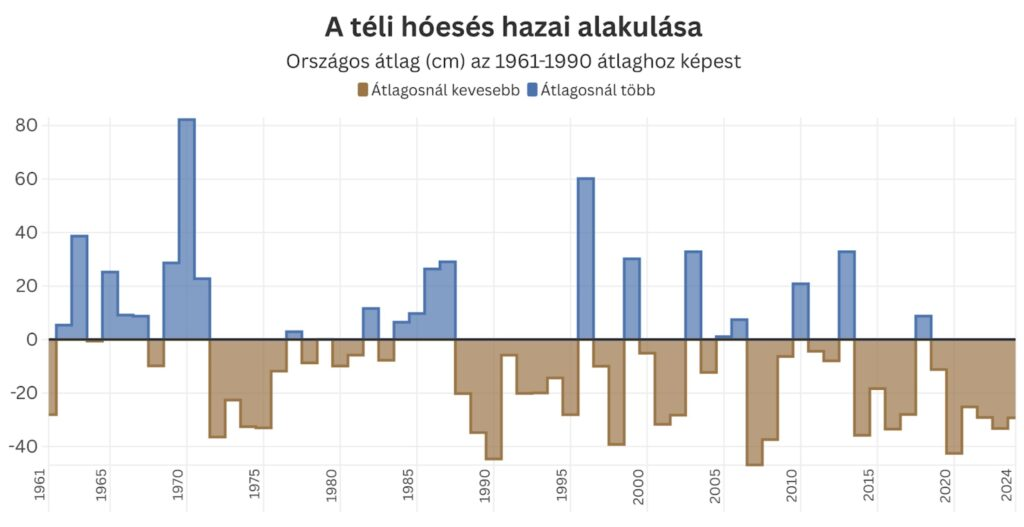 A téli hóesés hazai alakulása
Országos átlag (cm) az 1961-1990 átlaghoz képest
Átlagosnál kevesebb Átlagosnál több
80
60
40
20
0
-20
-40
1961 1965 1970 1975 1980 1985 1990 1995 2000 2005 2010 2015 2020 2024